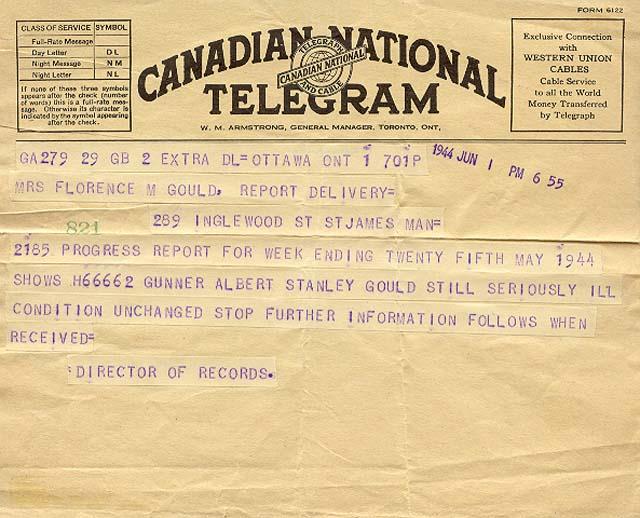 FORM 6122
CLASS OF SERVICE SYMBOL
Full-Rate Message
Day Letter D L
Night Message N M
Night Letter N L
If none of these three symbols
appears after the check (number
of words) this is a full-rate mes-
sage. Otherwise its character is
indicated by the symbol appearing
after the check.
CANADIAN NATIONAL
TELEGRAPH
CANADIAN NATIONAL
AND CABLE
TELEGRAM
W. M. ARMSTRONG, GENERAL MANAGER, TORONTO, ONT,
Exclusive Connection
with
WESTERN UNION
CABLES
Cable Service
to all the World
Money Transferred
by Telegraph
GA279 29 GB 2 EXTRA DL=OTTAWA ONT 1 701P
1944 JUN 1 PM 6 55
MRS FLORENCE M GOULD, REPORT DELIVERY=
821
289 INGLEWOOD ST STJAMES MAN=
2185 PROGRESS REPORT FOR WEEK ENDING TWENTY FIFTH MAY 1944
SHOWS H66662 GUNNER ALBERT STANLEY GOULD STILL SERIOUSLY ILL
CONDITION UNCHANGED STOP FURTHER INFORMATION FOLLOWS WHEN
RECEIVED=
DIRECTOR OF RECORDS.